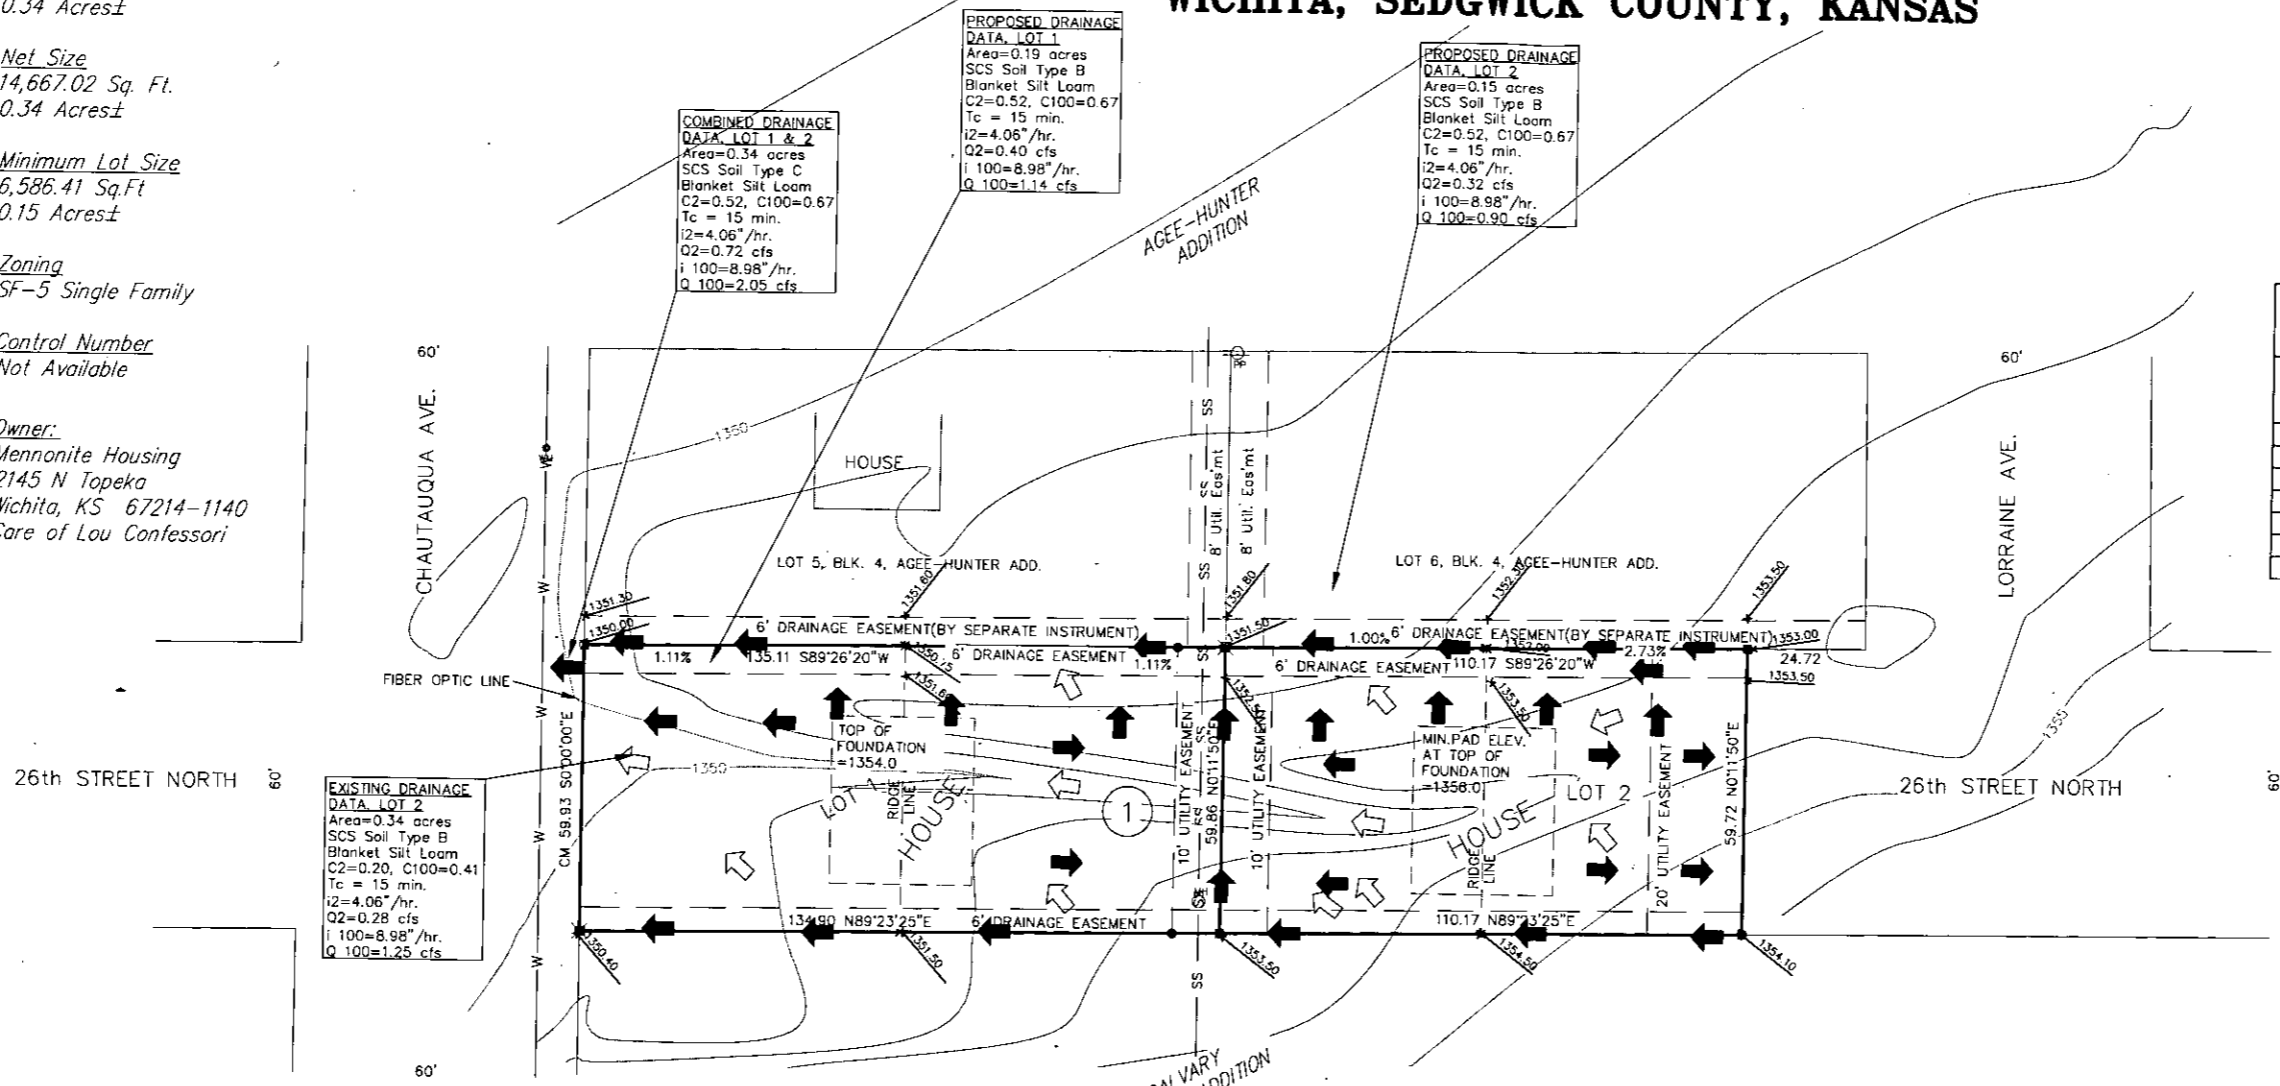 WICHITA, SEDGWICK COUNTY, KANSAS
0.34 Acres±
Net Size
14,667.02 Sq. Ft.
0.34 Acres±
Minimum Lot Size
6,586.41 Sq.Ft
0.15 Acres±
Zoning
SF-5 Single Family
Control Number
Not Available
Owner:
Mennonite Housing
2145 N Topeka
Wichita, KS 67214-1140
Care of Lou Confessori
COMBINED DRAINAGE
DATA, LOT 1 & 2
Area=0.34 acres
SCS Soil Type C
Blanket Silt Loam
C2=0.52, C100=0.67
Tc = 15 min.
i2=4.06"/hr.
Q2=0.72 cfs
i 100=8.98"/hr.
Q 100=2.05 cfs
PROPOSED DRAINAGE
DATA, LOT 1
Area=0.19 acres
SCS Soil Type B
Blanket Silt Loam
C2=0.52, C100=0.67
Tc = 15 min.
i2=4.06"/hr.
Q2=0.40 cfs
i 100=8.98"/hr.
Q 100=1.14 cfs
PROPOSED DRAINAGE
DATA, LOT 2
Area=0.15 acres
SCS Soil Type B
Blanket Silt Loam
C2=0.52, C100=0.67
Tc = 15 min.
i2=4.06"/hr.
Q2=0.32 cfs
i 100=8.98"/hr.
Q 100=0.90 cfs
AGEE-HUNTER
ADDITION
60'
60'
CHAUTAUQUA AVE.
LORRAINE AVE.
1350
HOUSE
SS
SS
SS
8' Util. Eas'mt
8' Util. Eas'mt
W
W
W
W
LOT 5, BLK. 4, AGEE-HUNTER ADD.
LOT 6, BLK. 4, AGEE-HUNTER ADD.
1351.30
1351.60
1351.80
1352.30
1353.50
1350.00
6' DRAINAGE EASEMENT(BY SEPARATE INSTRUMENT)
1351.50
1.00%
6' DRAINAGE EASEMENT(BY SEPARATE INSTRUMENT)
1353.00
1.11%
135.11 S89°26'20"W
1350.75
6' DRAINAGE EASEMENT
1.11%
6' DRAINAGE EASEMENT
110.17 S89°26'20"W
1352.00
2.73%
24.72
1353.50
FIBER OPTIC LINE
1351.60
1353.50
CM 59.93 S0°00'00"E
TOP OF
FOUNDATION
=1354.0
1350
LOT 1
RIDGE
LINE
HOUSE
1
10' UTILITY EASEMENT
SS
SS
59.86 N0°11'50"E
10' UTILITY EASEMENT
MIN.PAD ELEV.
AT TOP OF
FOUNDATION
=1356.0
LOT 2
HOUSE
RIDGE
LINE
20' UTILITY EASEMENT
59.72 N0°11'50"E
1355
26th STREET NORTH
60'
26th STREET NORTH
60'
EXISTING DRAINAGE
DATA, LOT 2
Area=0.34 acres
SCS Soil Type B
Blanket Silt Loam
C2=0.20, C100=0.41
Tc = 15 min.
i2=4.06"/hr.
Q2=0.28 cfs
i 100=8.98"/hr.
Q 100=1.25 cfs
134.90 N89°23'25"E
6' DRAINAGE EASEMENT
110.17 N89°23'25"E
1350.40
1351.50
1353.50
1354.50
1354.10
SS
60'
ADDITION